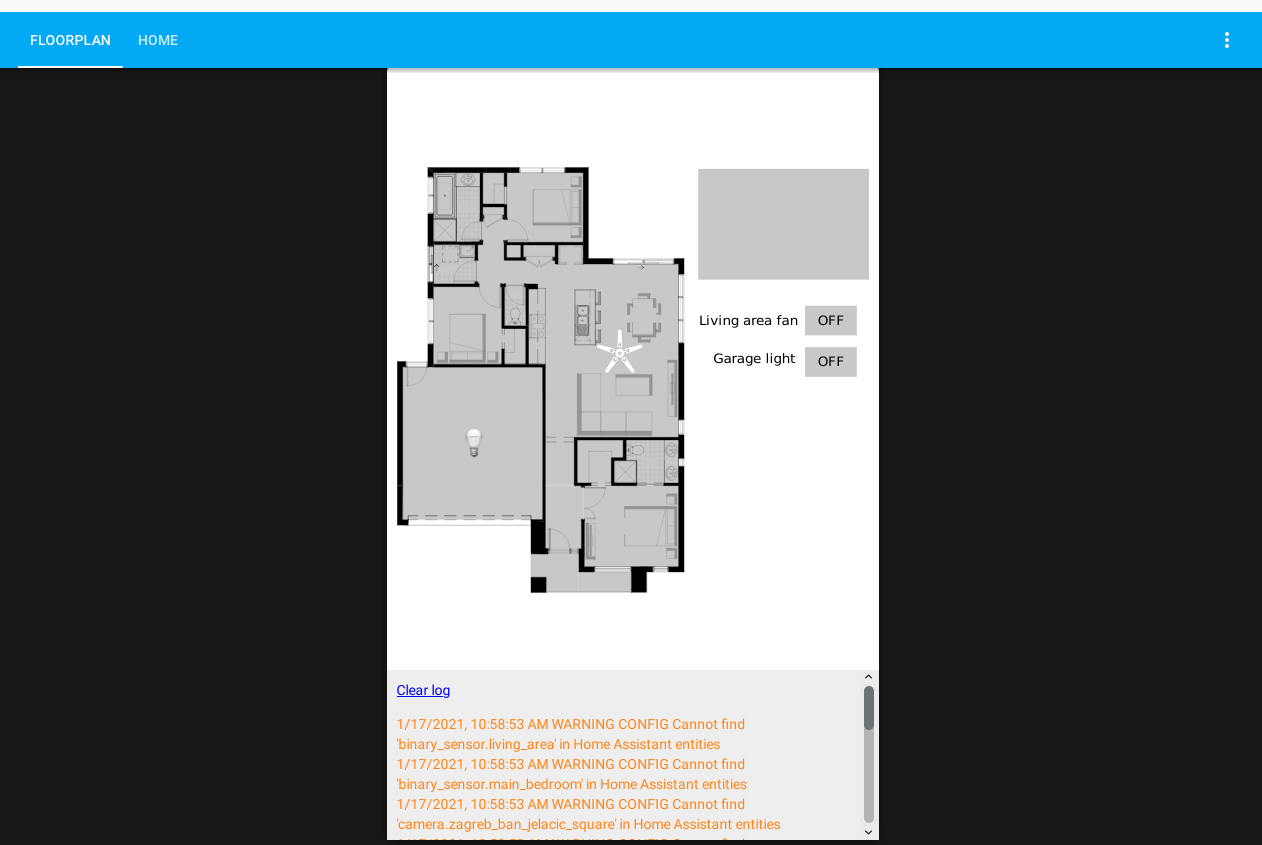 FLOORPLAN HOME
Living area fan OFF
Garage light OFF
Clear log
1/17/2021, 10:58:53 AM WARNING CONFIG Cannot find
'binary_sensor.living_area' in Home Assistant entities
1/17/2021, 10:58:53 AM WARNING CONFIG Cannot find
'binary_sensor.main_bedroom' in Home Assistant entities
1/17/2021, 10:58:53 AM WARNING CONFIG Cannot find
'camera.zagreb_ban_jelacic_square' in Home Assistant entities